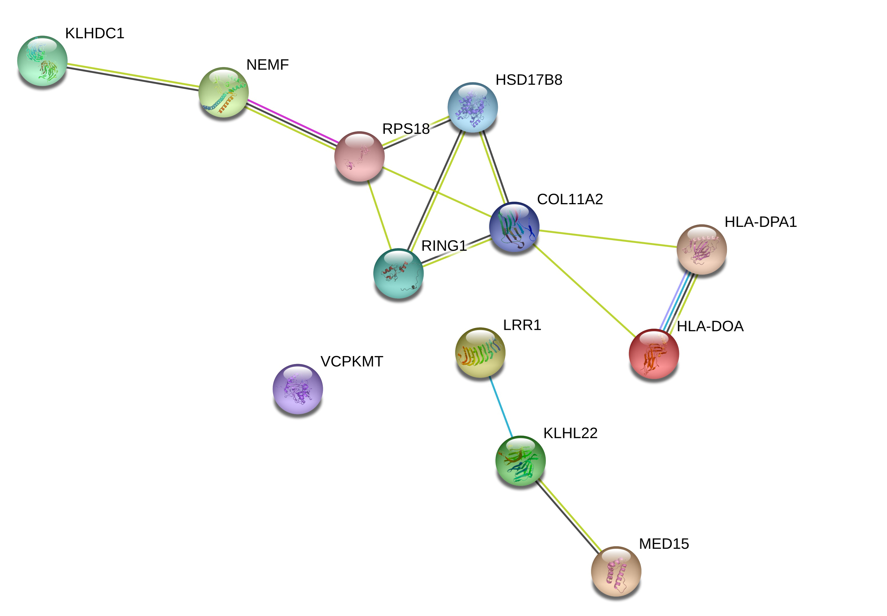 KLHDC1
NEMF
HSD17B8
RPS18
COL11A2
HLA-DPA1
RING1
LRR1
HLA-DOA
VCPKMT
KLHL22
MED15